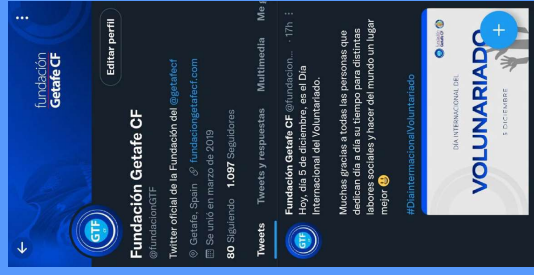 fundación
Getafe CF
GTF
Editar perfil
Fundación Getafe CF
@fundacionGTF
Twitter oficial de la Fundación del @getafecf
Getafe, Spain fundaciongetafecf.com
Se unió en marzo de 2019
80 Siguiendo 1.097 Seguidores
Tweets Tweets y respuestas Multimedia Me g
GTF
Fundación Getafe CF @fundacion... · 17h
Hoy, día 5 de diciembre, es el Día
Internacional del Voluntariado.
Muchas gracias a todas las personas que
dedican día a día su tiempo para distintas
labores sociales y hacer del mundo un lugar
mejor 😃
#DiainternacionalVoluntariado
DÍA INTERNACIONAL DEL
VOLUNARIADO
5 DICIEMBRE